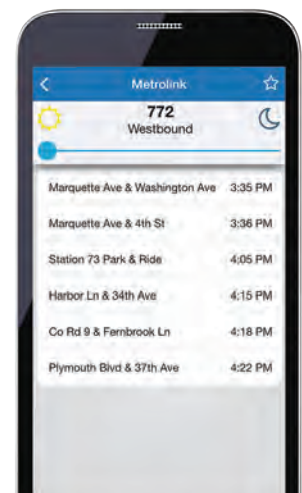 Metrolink
772
Westbound
Marquette Ave & Washington Ave 3:35 PM
Marquette Ave & 4th St 3:36 PM
Station 73 Park & Ride 4:05 PM
Harbor Ln & 34th Ave 4:15 PM
Co Rd 9 & Fernbrook Ln 4:18 PM
Plymouth Blvd & 37th Ave 4:22 PM